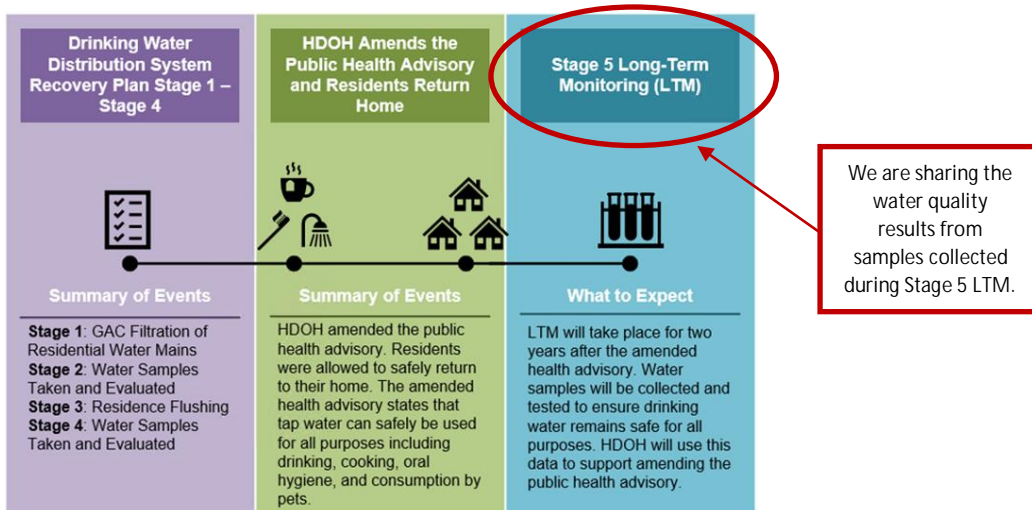 Drinking Water
Distribution System
Recovery Plan Stage 1 –
Stage 4
Summary of Events
Stage 1: GAC Filtration of
Residential Water Mains
Stage 2: Water Samples
Taken and Evaluated
Stage 3: Residence Flushing
Stage 4: Water Samples
Taken and Evaluated
HDOH Amends the
Public Health Advisory
and Residents Return
Home
Summary of Events
HDOH amended the public
health advisory. Residents
were allowed to safely return
to their home. The amended
health advisory states that
tap water can safely be used
for all purposes including
drinking, cooking, oral
hygiene, and consumption by
pets.
Stage 5 Long-Term
Monitoring (LTM)
What to Expect
LTM will take place for two
years after the amended
health advisory. Water
samples will be collected and
tested to ensure drinking
water remains safe for all
purposes. HDOH will use this
data to support amending the
public health advisory.
We are sharing the
water quality
results from
samples collected
during Stage 5 LTM.